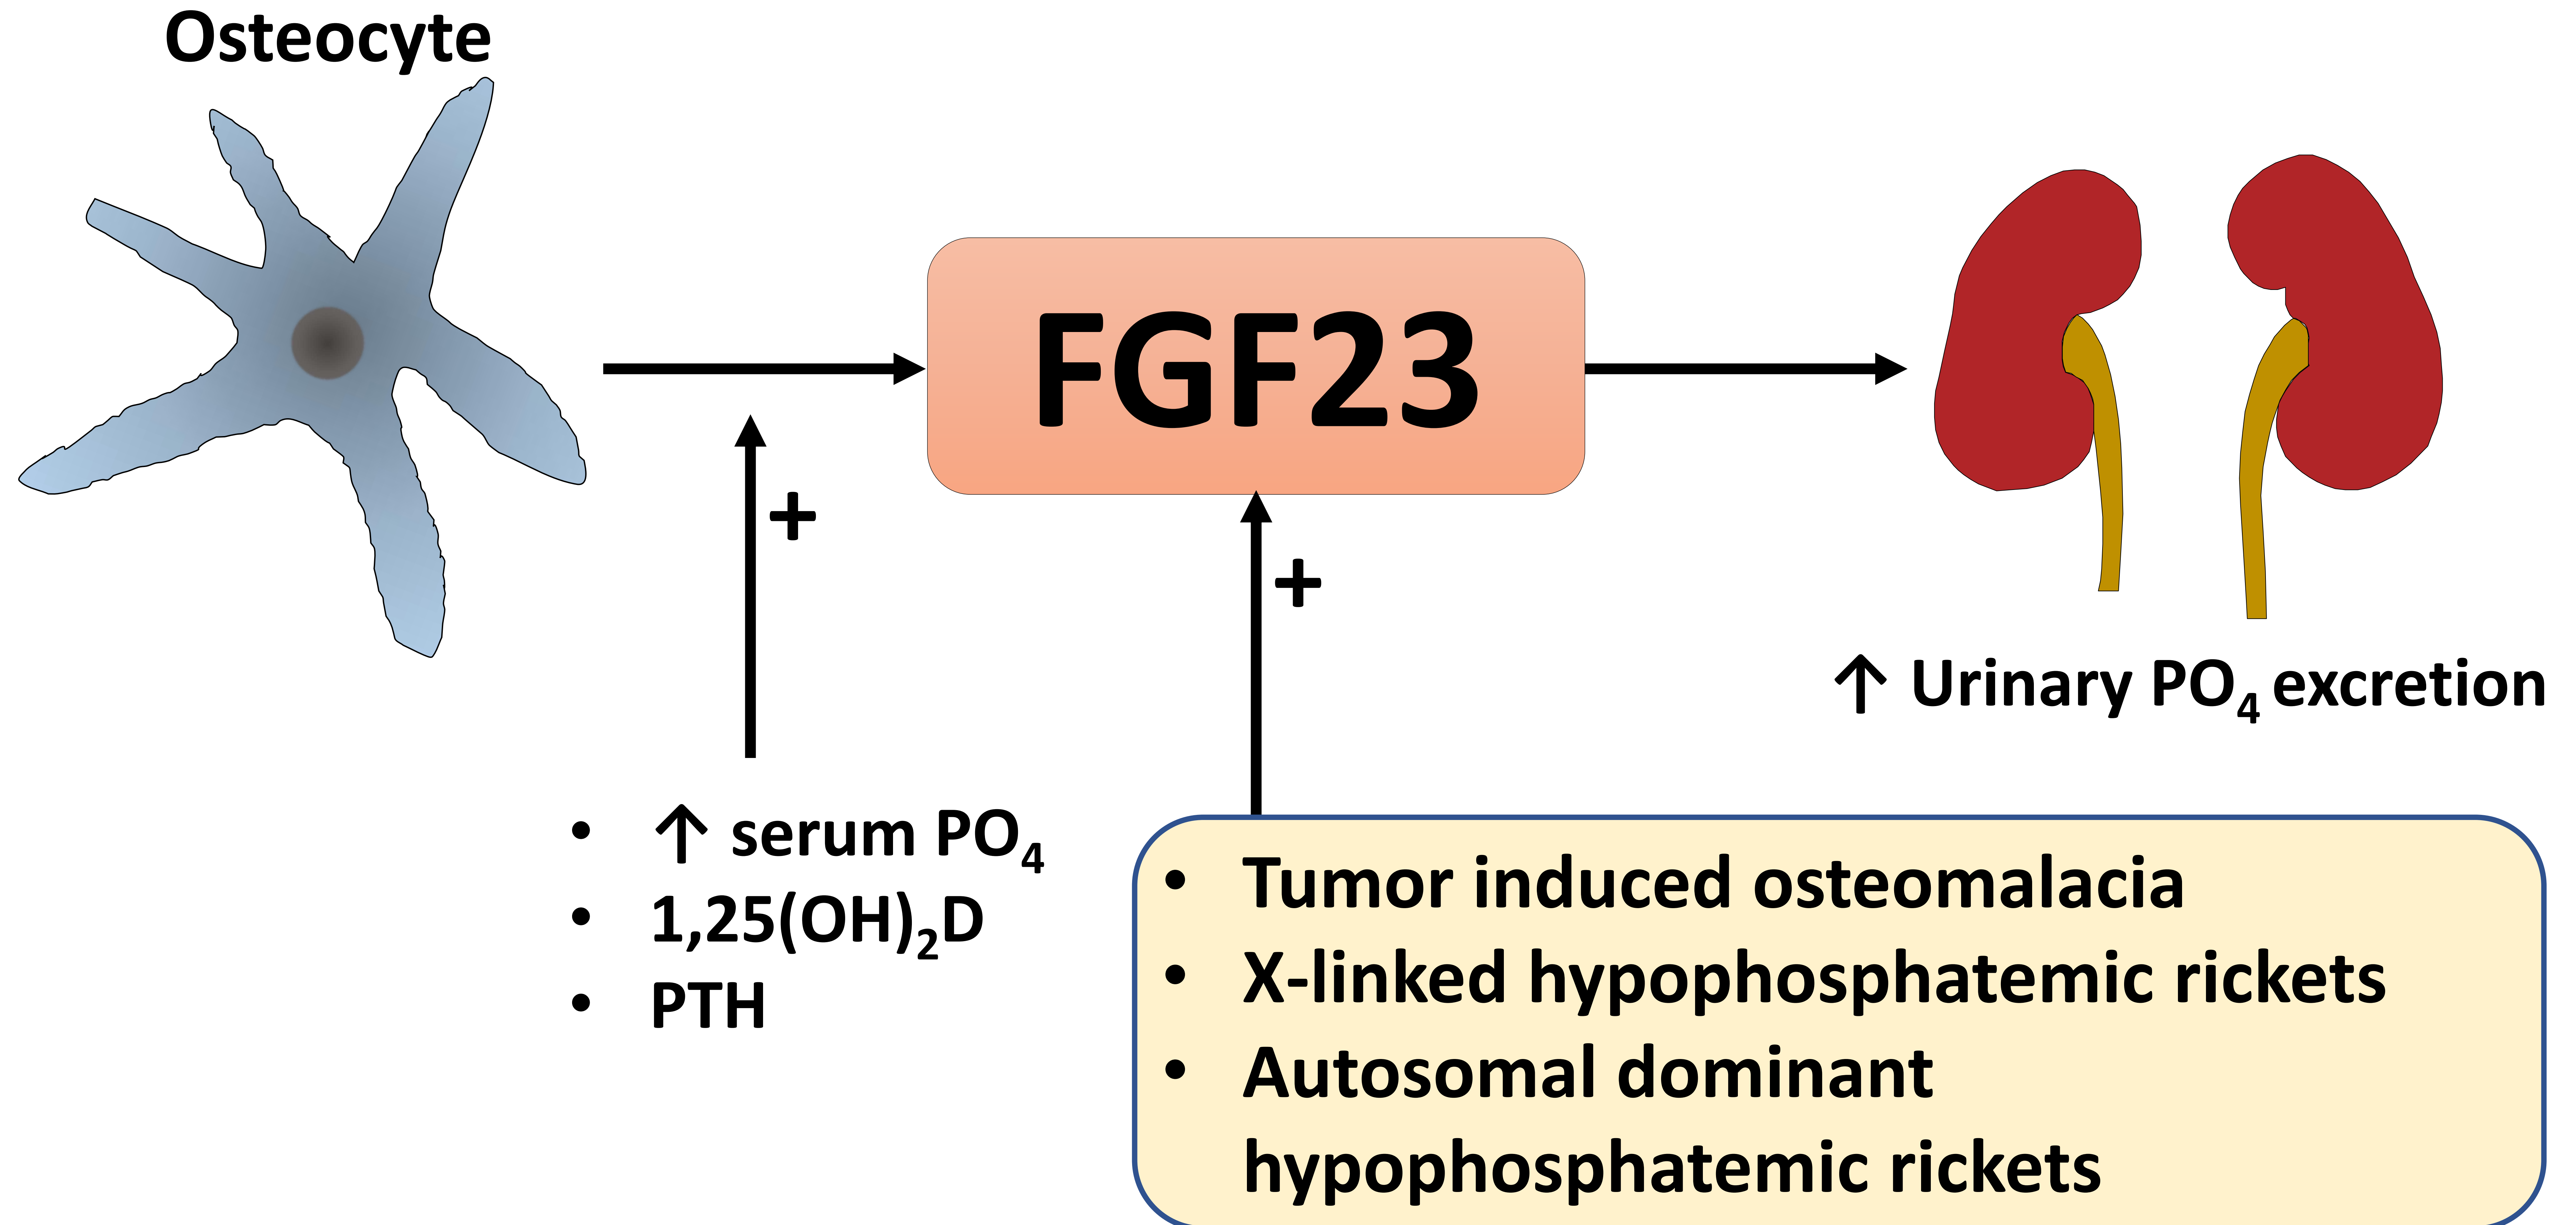 Osteocyte
FGF23
+
+
↑ Urinary PO₄ excretion
• ↑ serum PO₄
• 1,25(OH)₂D
• PTH
• Tumor induced osteomalacia
• X-linked hypophosphatemic rickets
• Autosomal dominant
hypophosphatemic rickets